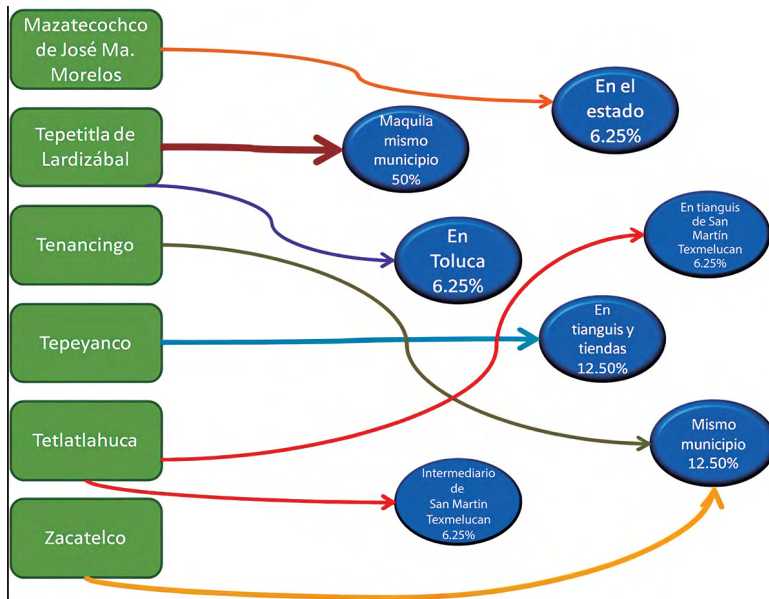 Mazatecochco
de José Ma.
Morelos
Tepetitla de
Lardizábal
Tenancingo
Tepeyanco
Tetlatlahuca
Zacatelco
En el
estado
6.25%
Maquila
mismo
municipio
50%
En tianguis
de San
Martín
Texmelucan
6.25%
En
Toluca
6.25%
En
tianguis y
tiendas
12.50%
Mismo
municipio
12.50%
Intermediario
de
San Martin
Texmelucan
6.25%